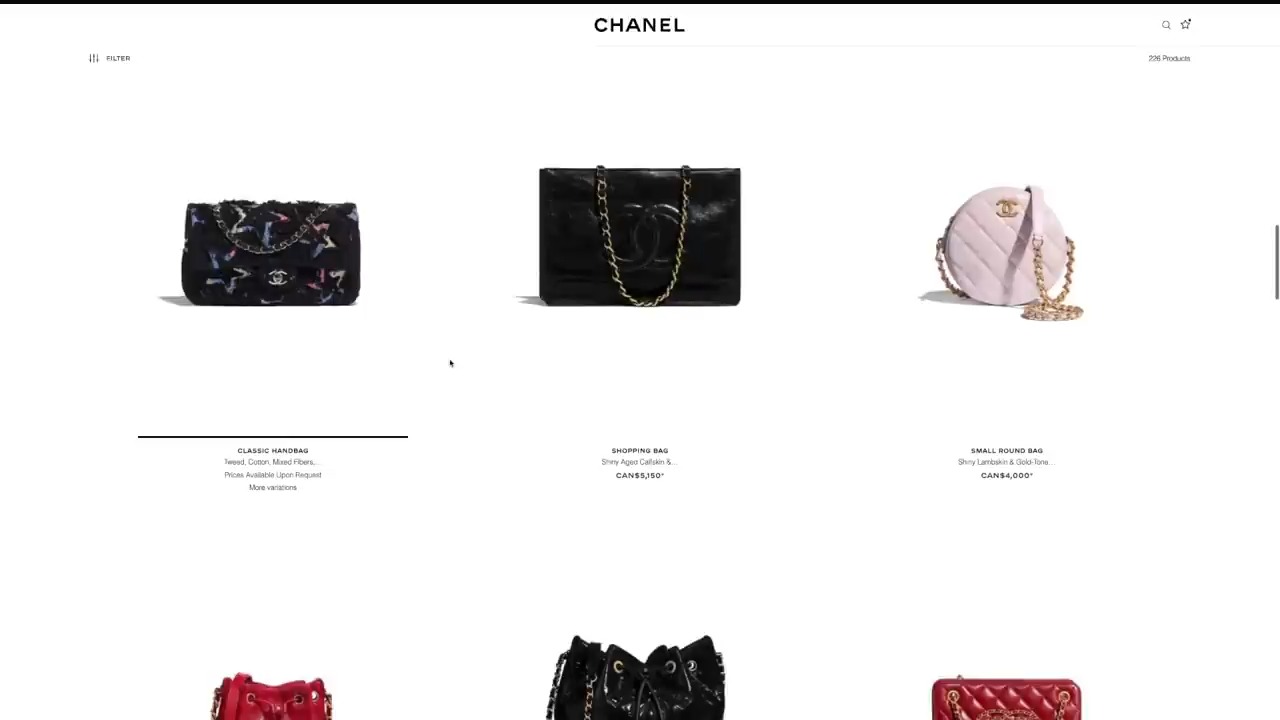 CHANEL
FILTER
226 Products
CLASSIC HANDBAG
Tweed, Cotton, Mixed Fibers,...
Prices Available Upon Request
More variations
SHOPPING BAG
Shiny Aged Calfskin &...
CAN$5,150*
SMALL ROUND BAG
Shiny Lambskin & Gold-Tone...
CAN$4,000*